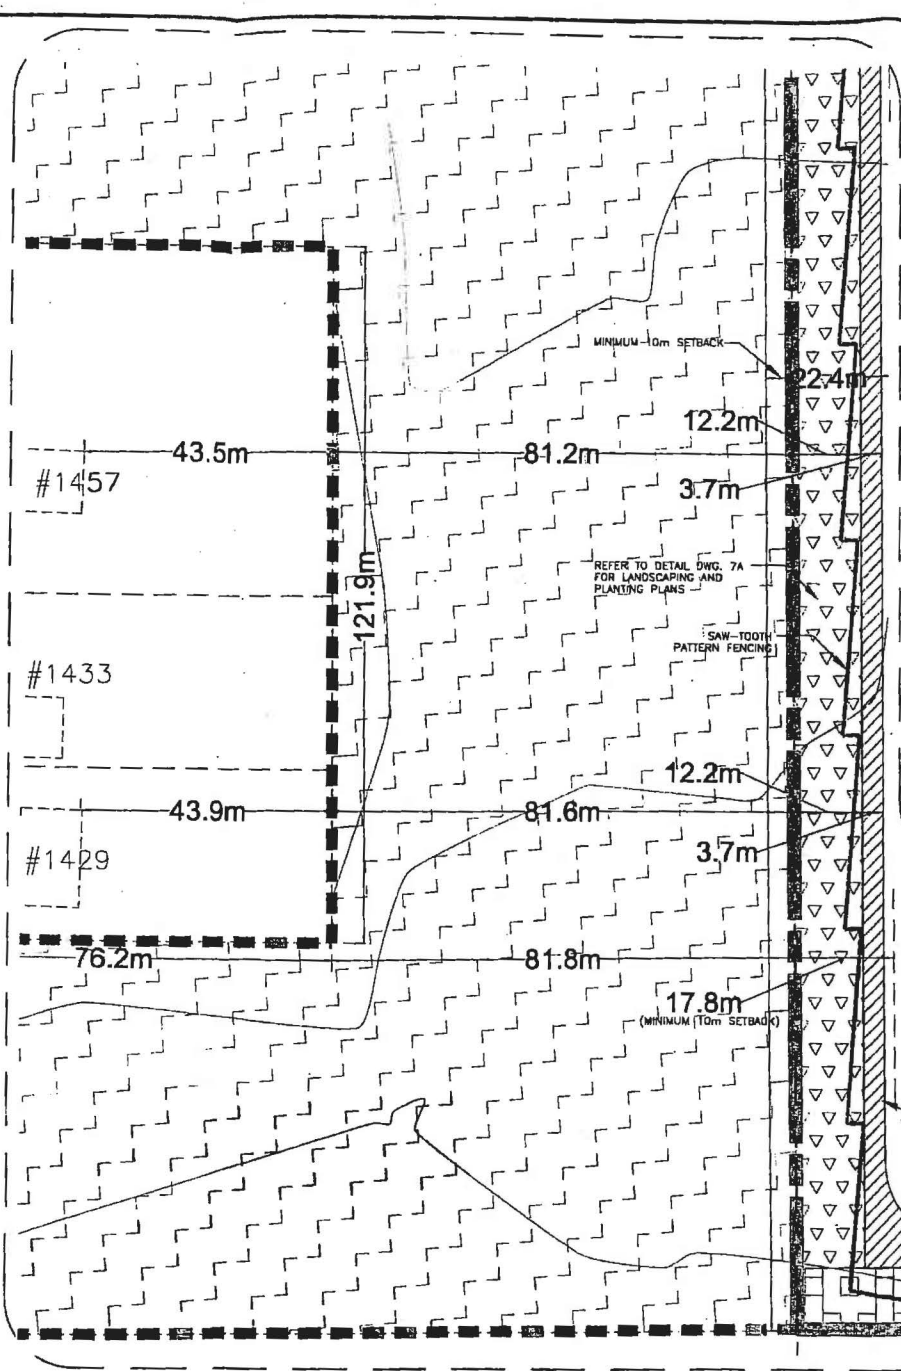 MINIMUM 10m SETBACK
22.4m
12.2m
43.5m
81.2m
#1457
3.7m
121.9m
REFER TO DETAIL DWG. 7A
FOR LANDSCAPING AND
PLANTING PLANS
SAW-TOOTH
PATTERN FENCING
#1433
12.2m
43.9m
81.6m
3.7m
#1429
76.2m
81.8m
17.8m
(MINIMUM 10m SETBACK)